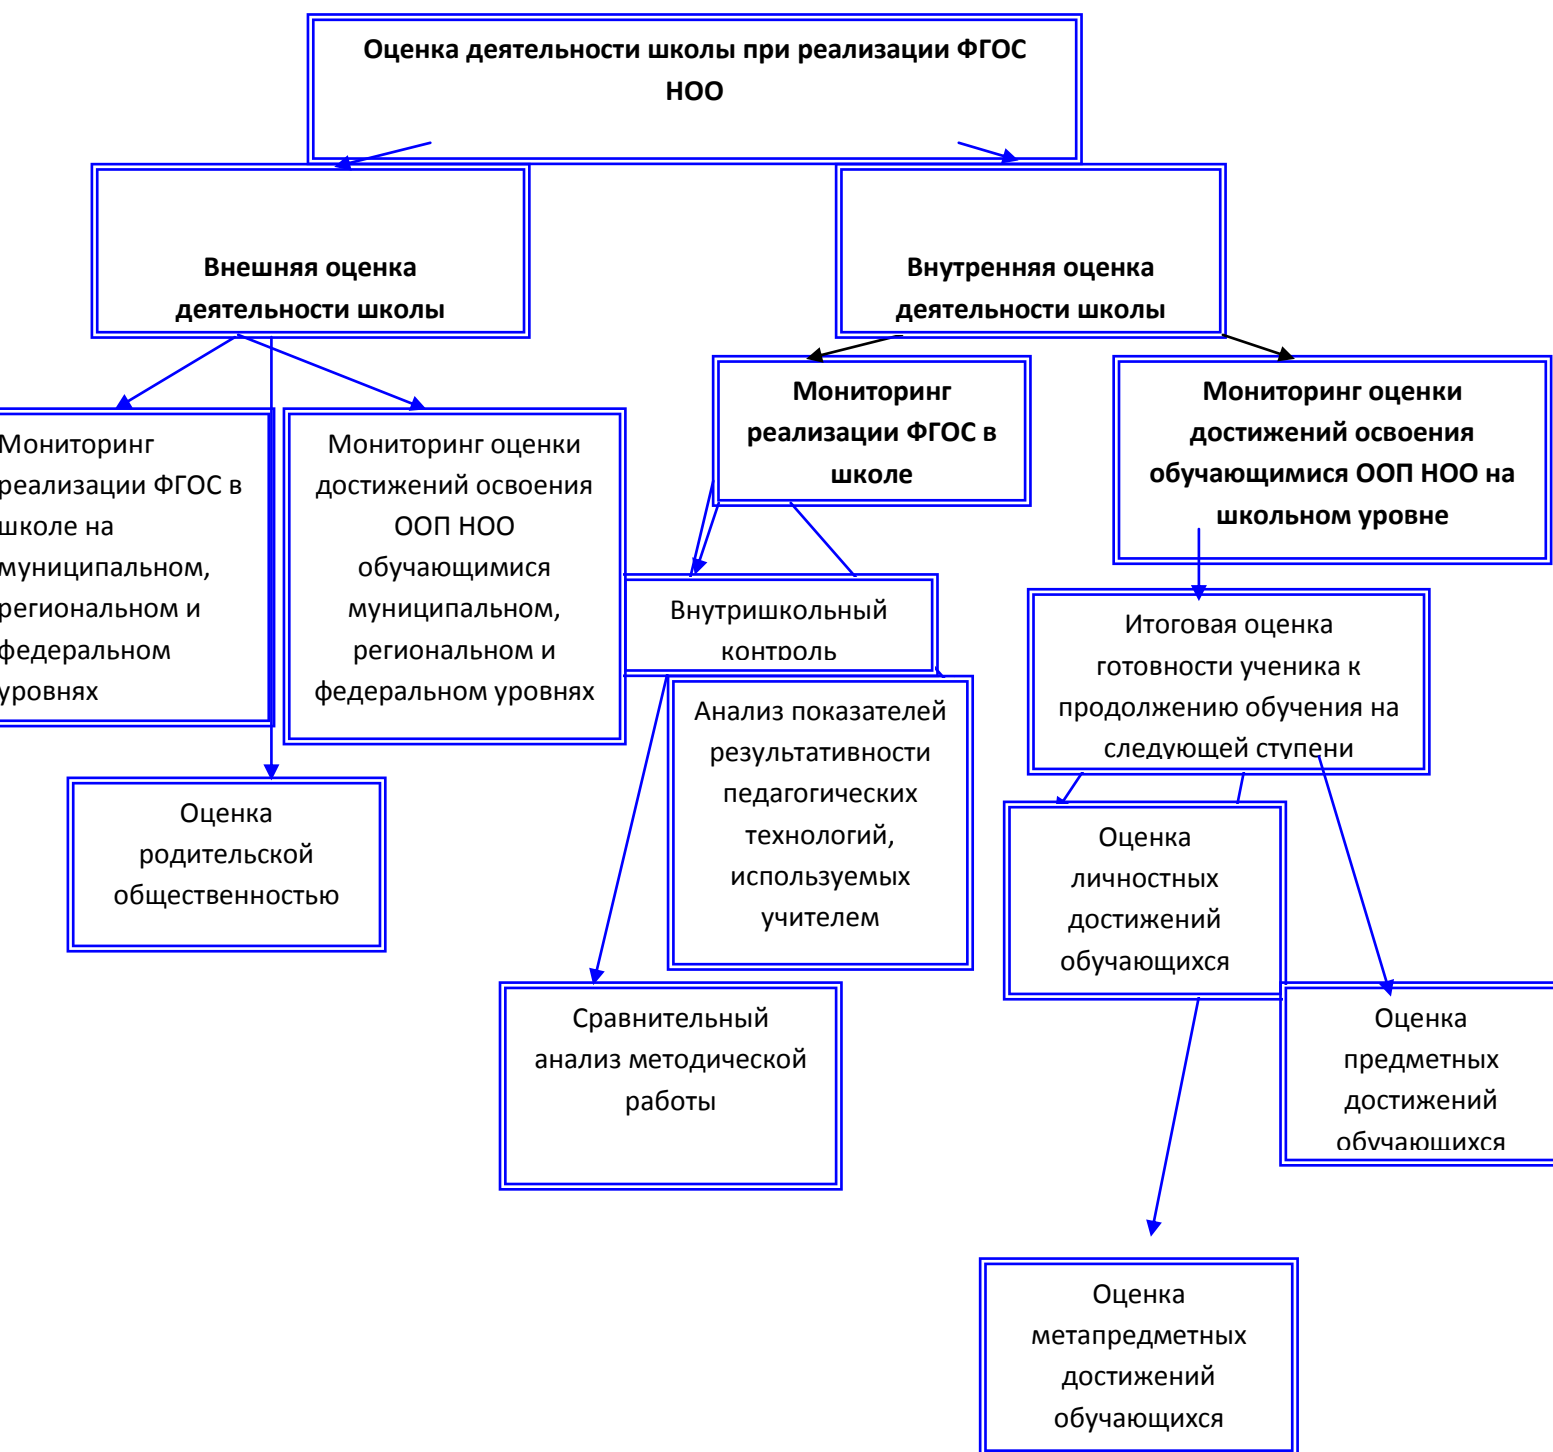 Оценка деятельности школы при реализации ФГОС
НОО
Внешняя оценка
деятельности школы
Внутренняя оценка
деятельности школы
Мониторинг
реализации ФГОС в
школе на
муниципальном,
региональном и
федеральном
уровнях
Мониторинг оценки
достижений освоения
ООП НОО
обучающимися
муниципальном,
региональном и
федеральном уровнях
Мониторинг
реализации ФГОС в
школе
Мониторинг оценки
достижений освоения
обучающимися ООП НОО на
школьном уровне
Внутришкольный
контроль
Итоговая оценка
готовности ученика к
продолжению обучения на
следующей ступени
Анализ показателей
результативности
педагогических
технологий,
используемых
учителем
Оценка
родительской
общественностью
Оценка
личностных
достижений
обучающихся
Сравнительный
анализ методической
работы
Оценка
предметных
достижений
обучающихся
Оценка
метапредметных
достижений
обучающихся